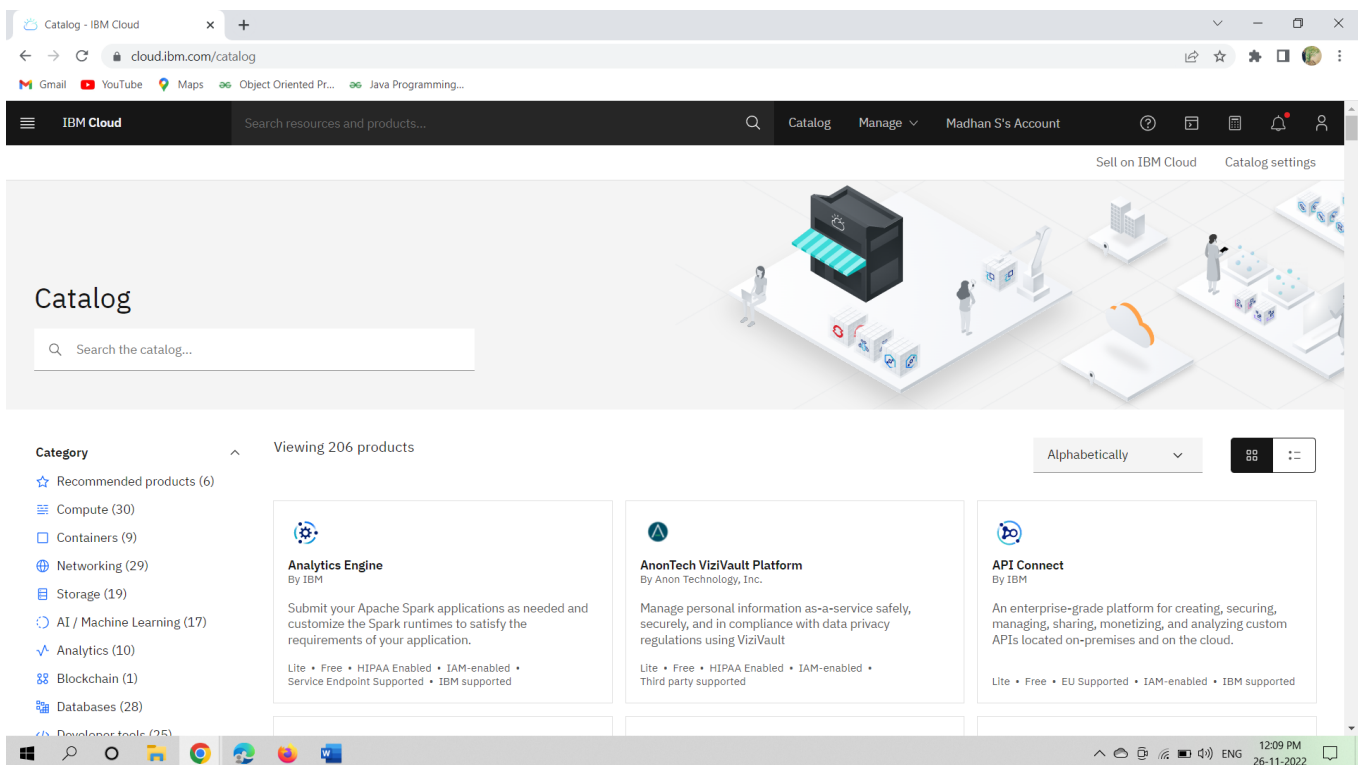 Catalog - IBM Cloud
cloud.ibm.com/catalog
Gmail YouTube Maps Object Oriented Pr... Java Programming...
IBM Cloud Search resources and products... Catalog Manage Madhan S's Account
Sell on IBM Cloud Catalog settings
Catalog
Search the catalog...
Category
Recommended products (6)
Compute (30)
Containers (9)
Networking (29)
Storage (19)
AI / Machine Learning (17)
Analytics (10)
Blockchain (1)
Databases (28)
Developer tools (25)
Viewing 206 products
Alphabetically
Analytics Engine
By IBM
Submit your Apache Spark applications as needed and
customize the Spark runtimes to satisfy the
requirements of your application.
Lite • Free • HIPAA Enabled • IAM-enabled •
Service Endpoint Supported • IBM supported
AnonTech ViziVault Platform
By Anon Technology, Inc.
Manage personal information as-a-service safely,
securely, and in compliance with data privacy
regulations using ViziVault
Lite • Free • HIPAA Enabled • IAM-enabled •
Third party supported
API Connect
By IBM
An enterprise-grade platform for creating, securing,
managing, sharing, monetizing, and analyzing custom
APIs located on-premises and on the cloud.
Lite • Free • EU Supported • IAM-enabled • IBM supported
ENG
12:09 PM
26-11-2022